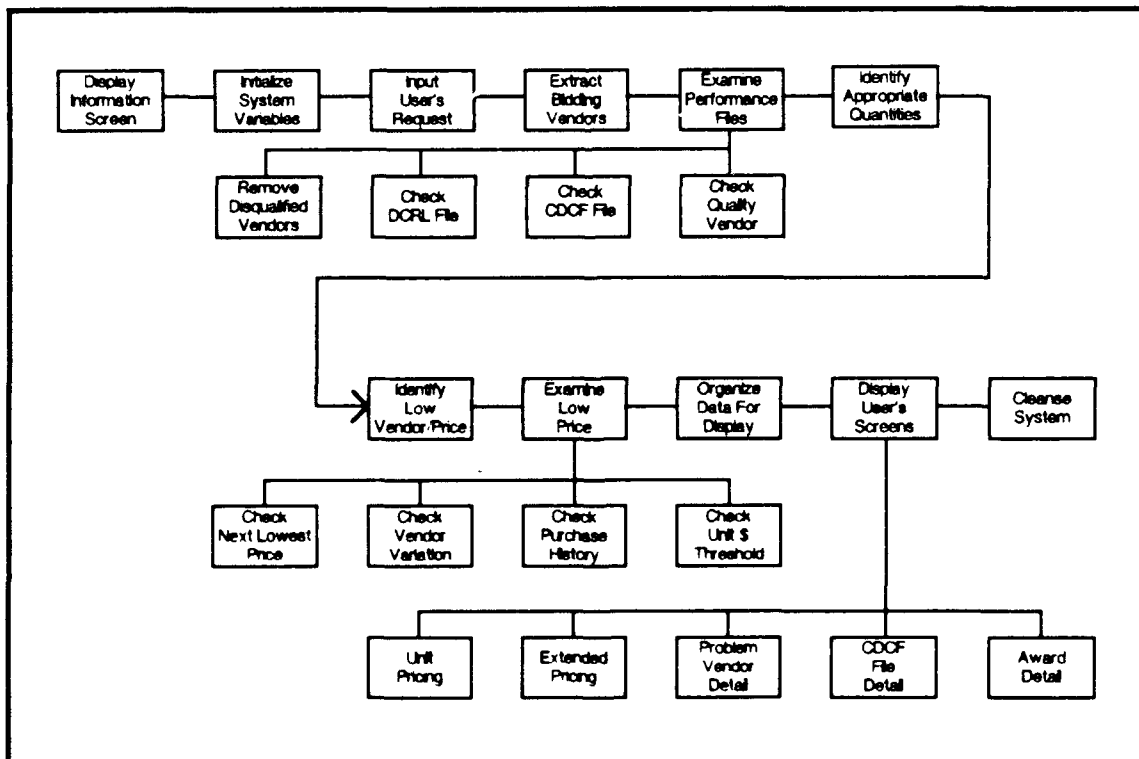 Display
Information
Screen
Initialize
System
Variables
Input
User's
Request
Extract
Bidding
Vendors
Examine
Performance
Files
Identify
Appropriate
Quantities
Remove
Disqualified
Vendors
Check
DCRL File
Check
CDCF File
Check
Quality
Vendor
Identify
Low
Vendor/Price
Examine
Low
Price
Organize
Data For
Display
Display
User's
Screens
Cleanse
System
Check
Next Lowest
Price
Check
Vendor
Variation
Check
Purchase
History
Check
Unit $
Threshold
Unit
Pricing
Extended
Pricing
Problem
Vendor
Detail
CDCF
File
Detail
Award
Detail